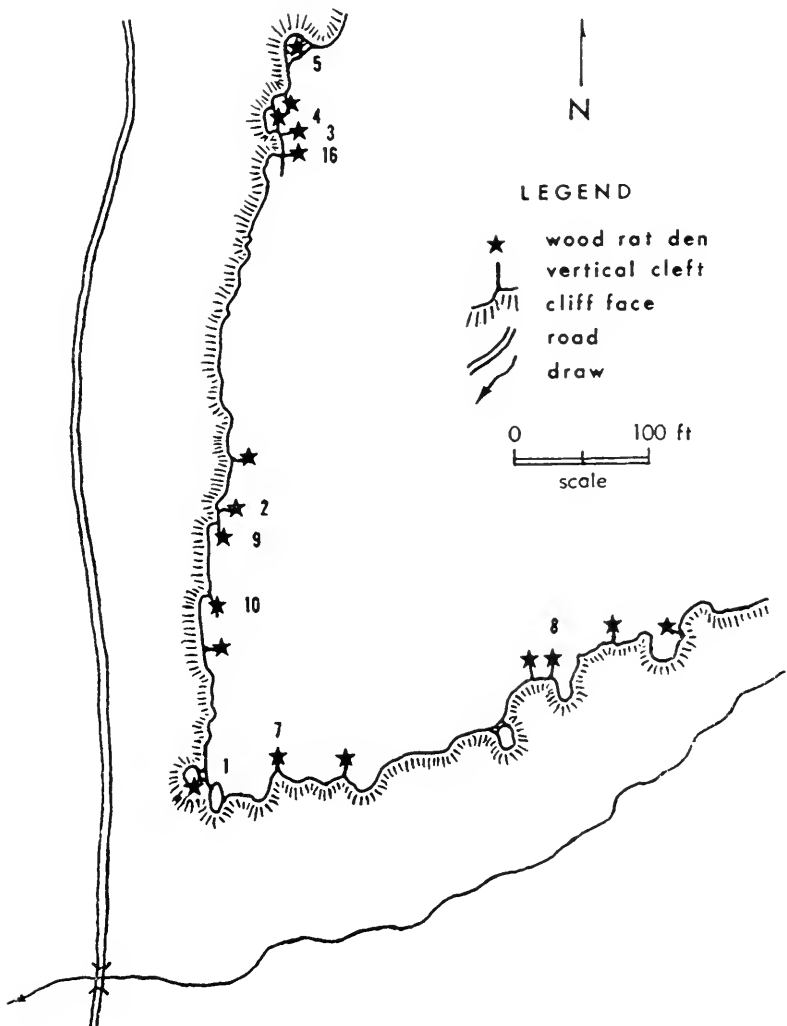 5
4
3
16
N
LEGEND
wood rat den
vertical cleft
cliff face
road
draw
0 100 ft
scale
2
9
10
8
7
1